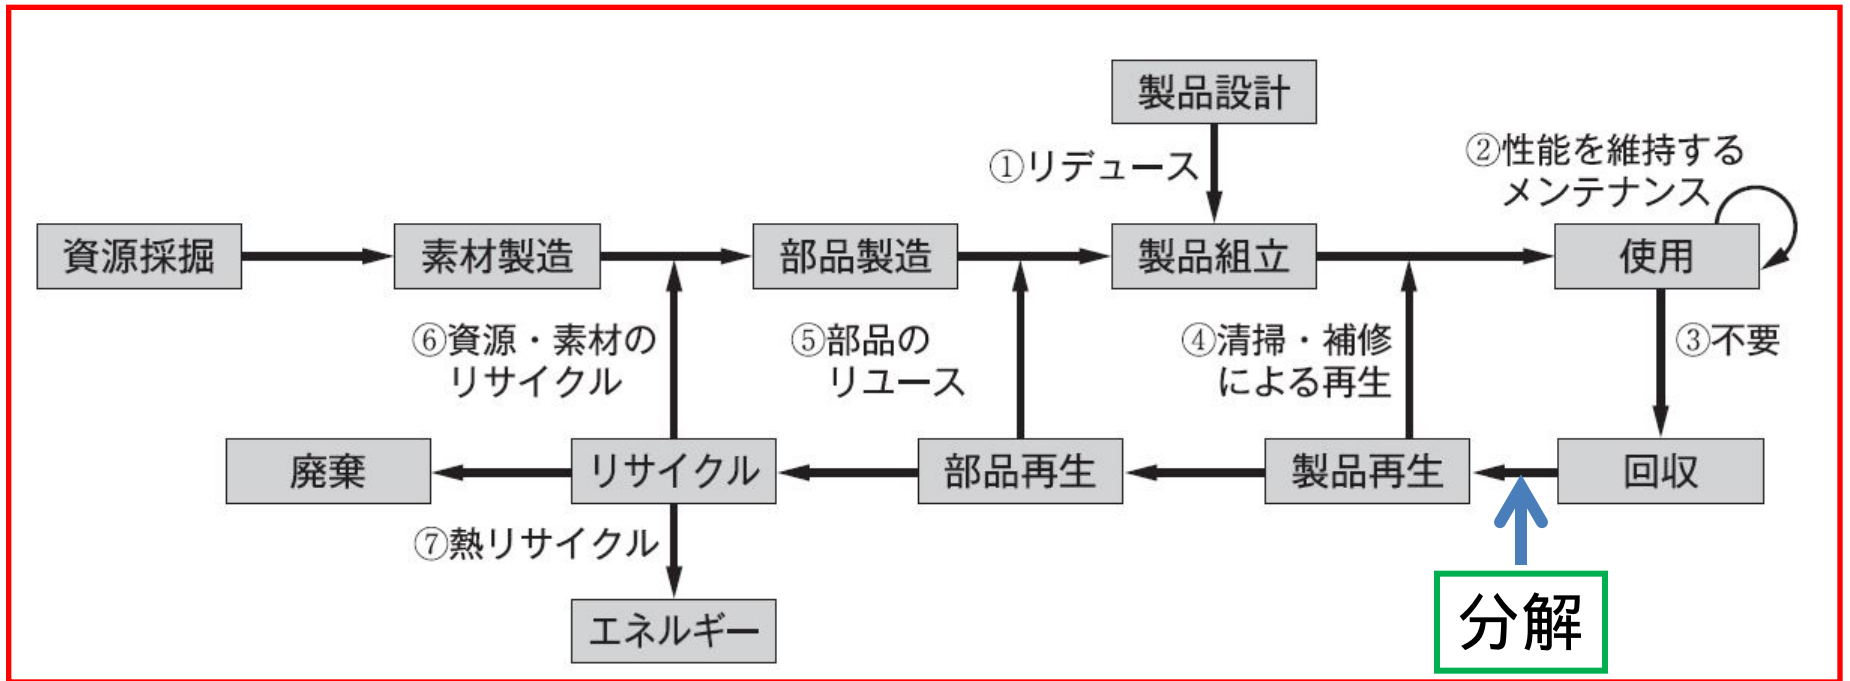 製品設計
①リデュース
②性能を維持する
メンテナンス
資源採掘
素材製造
部品製造
製品組立
使用
⑥資源・素材の
リサイクル
⑤部品の
リユース
④清掃・補修
による再生
③不要
廃棄
リサイクル
部品再生
製品再生
回収
⑦熱リサイクル
エネルギー
分解